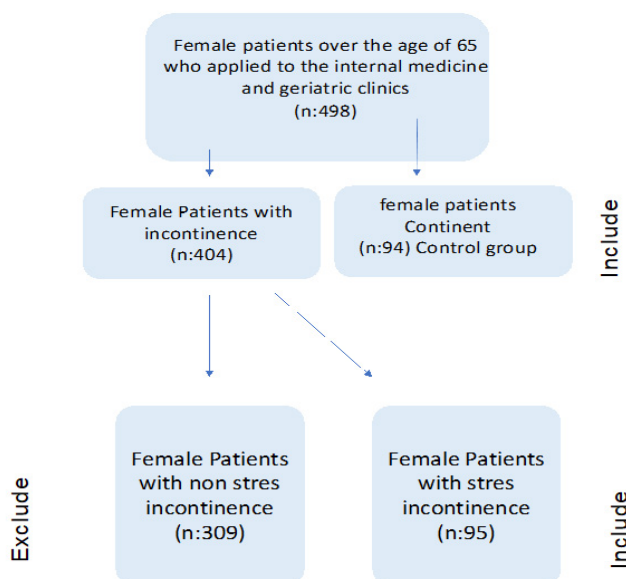 Female patients over the age of 65
who applied to the internal medicine
and geriatric clinics
(n:498)
Female Patients with
incontinence
(n:404)
female patients
Continent
(n:94) Control group
Include
Female Patients
with non stres
incontinence
(n:309)
Female Patients
with stres
incontinence
(n:95)
Exclude
Include